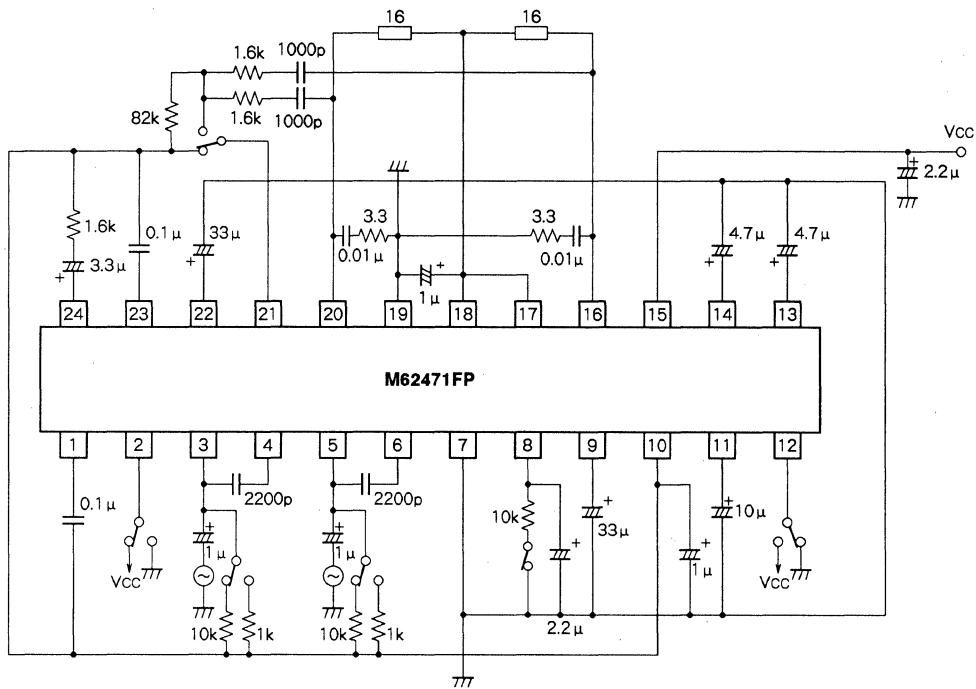 16 16
1.6k 1000p
82k
1.6k 1000p
Vcc
2.2μ
+
1.6k
0.1μ
33μ
3.3
3.3
4.7μ
4.7μ
+
3.3μ
+
0.01μ
+
1μ
0.01μ
+
+
24 23 22 21 20 19 18 17 16 15 14 13
M62471FP
1 2 3 4 5 6 7 8 9 10 11 12
0.1μ
2200p
2200p
10k
+
33μ
+
10μ
+
1μ
+
1μ
+
+
1μ
Vcc
Vcc
10k 1k
10k 1k
2.2μ